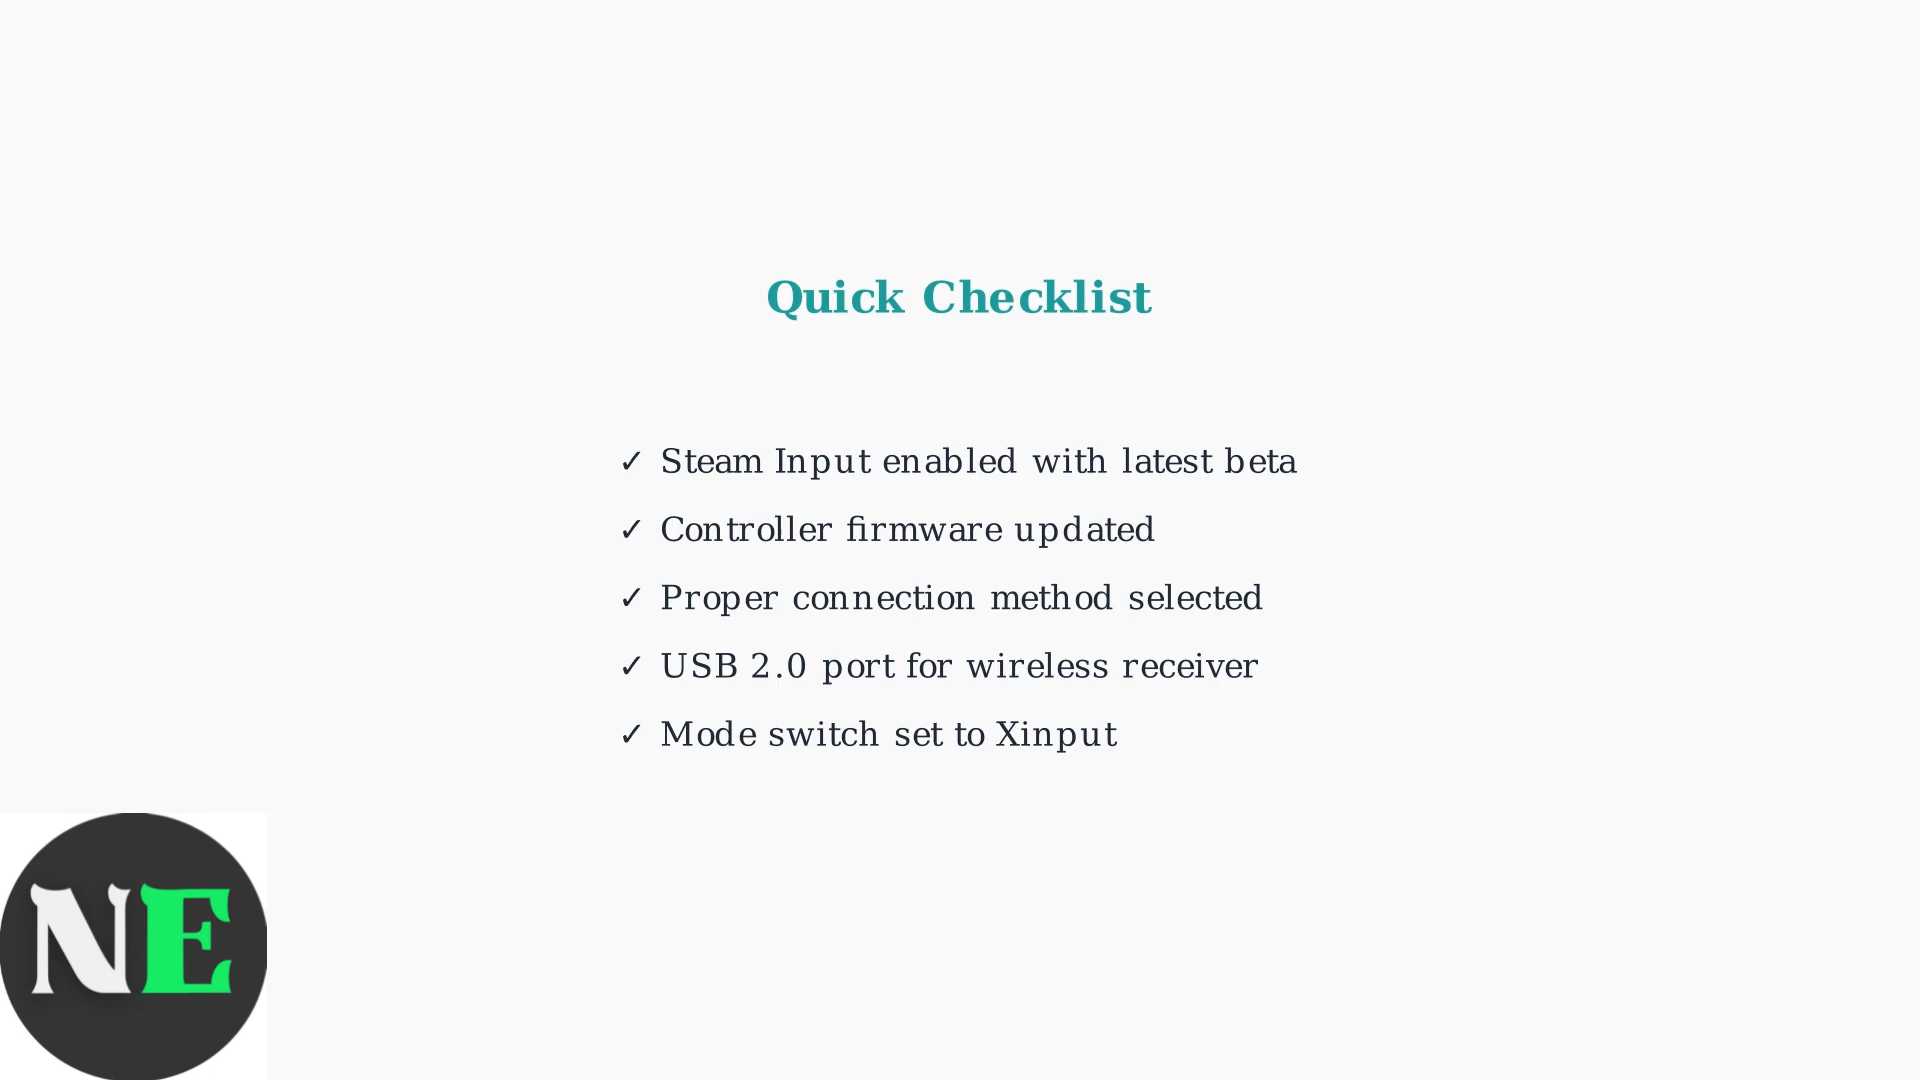 Quick Checklist
✓ Steam Input enabled with latest beta
✓ Controller firmware updated
✓ Proper connection method selected
✓ USB 2.0 port for wireless receiver
✓ Mode switch set to Xinput
NE